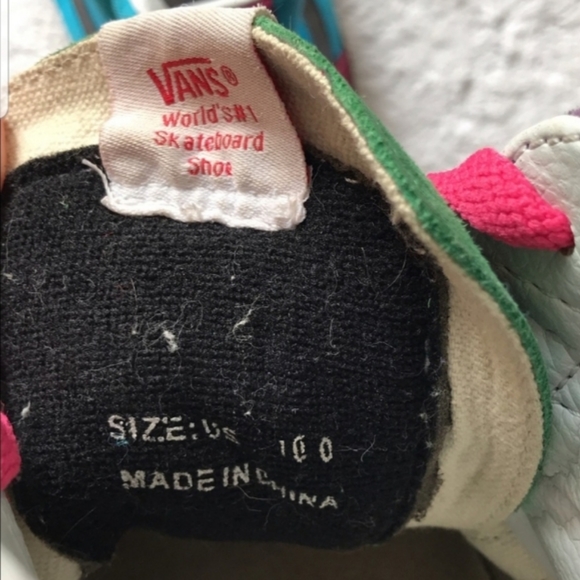 VANS®
World's#1
Skateboard
Shoe
SIZE: US 10 0
MADE IN CHINA